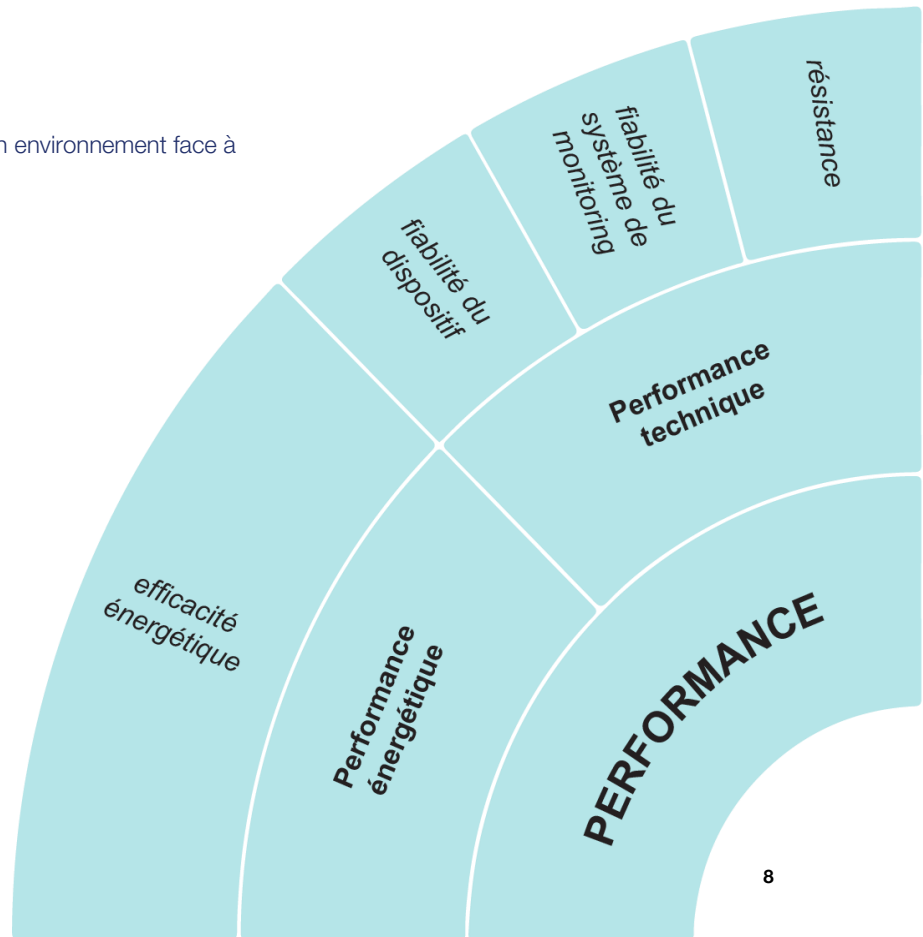 environnement face à
résistance
fiabilité du
système de
monitoring
fiabilité du
dispositif
Performance
technique
efficacité
énergétique
Performance
énergétique
PERFORMANCE
8